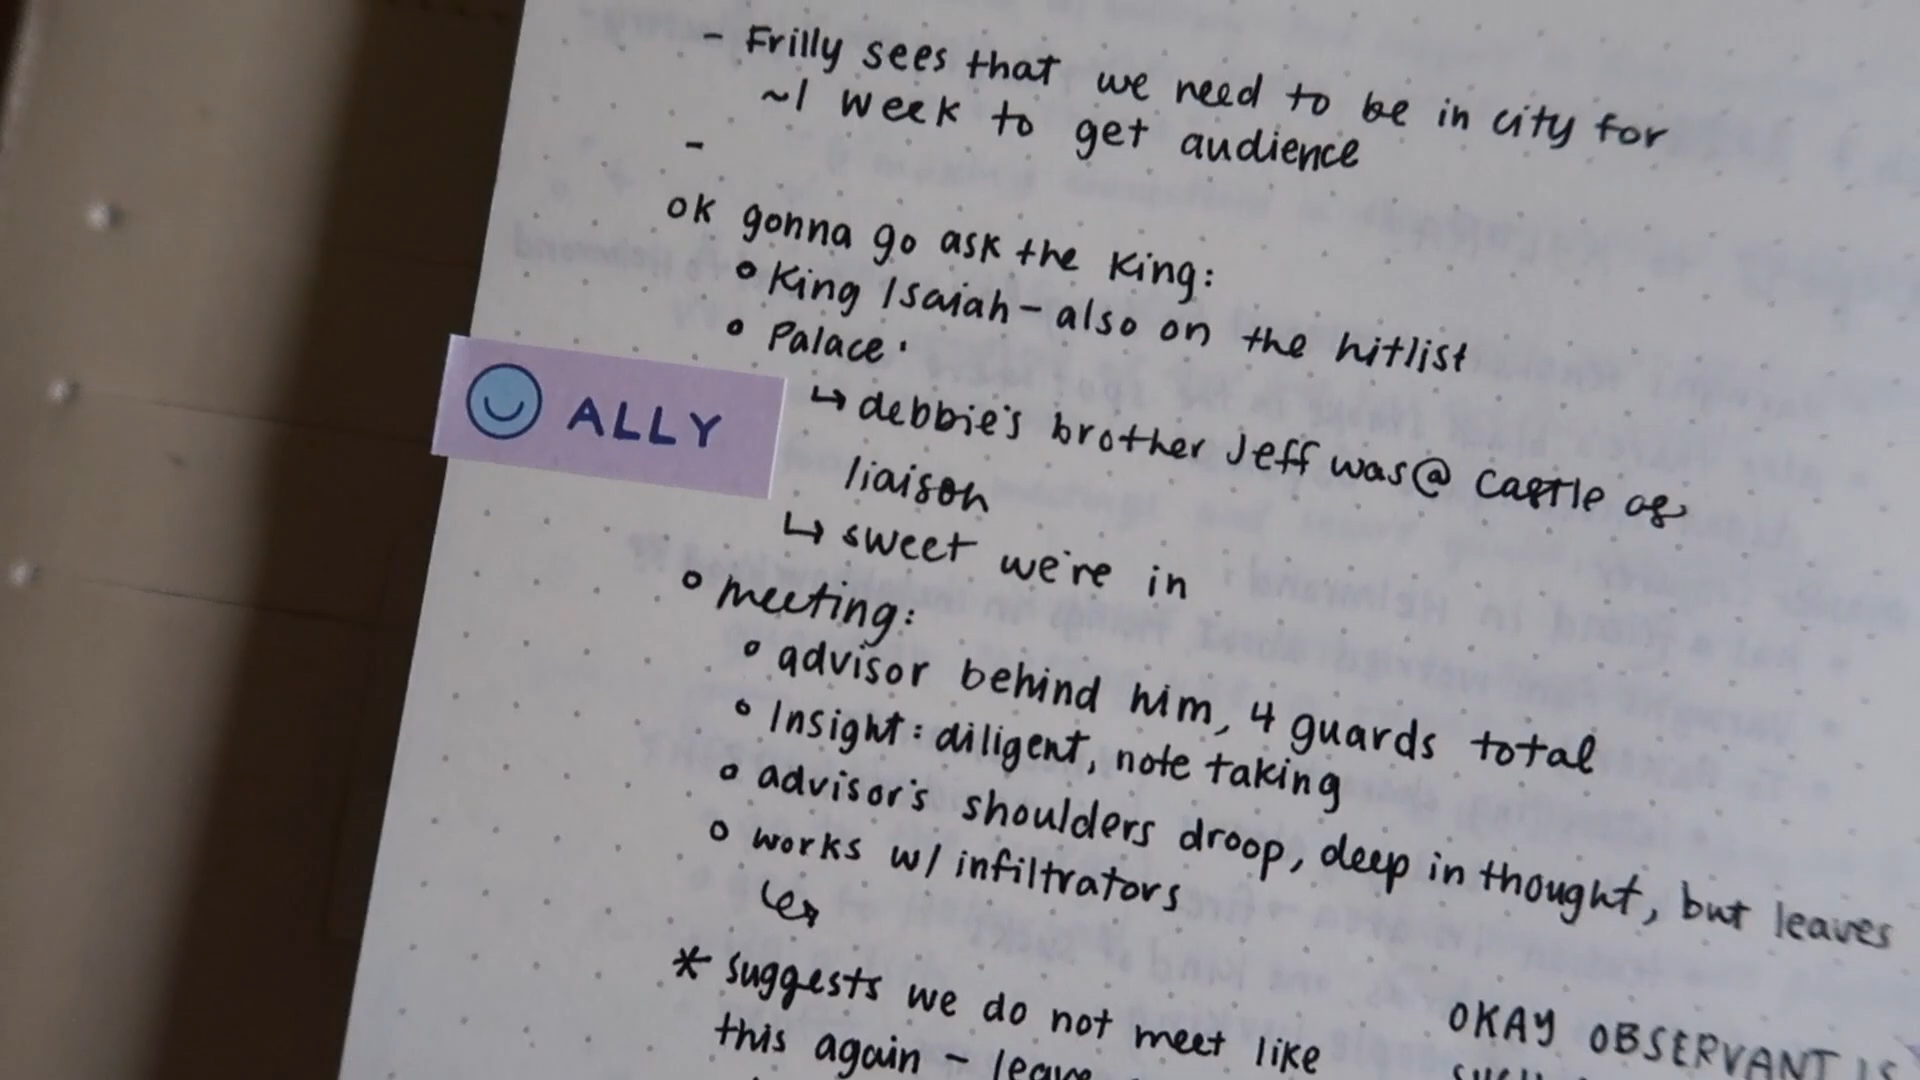 - Frilly sees that we need to be in city for
~1 week to get audience
-
ok gonna go ask the king:
◦ King Isaiah - also on the hitlist
◦ Palace.
↳ debbie's brother Jeff was @ castle as
liaison
↳ sweet we're in
ALLY
◦ meeting:
◦ advisor behind him, 4 guards total
◦ Insight: diligent, note taking
◦ advisor's shoulders droop, deep in thought, but leaves
◦ works w/ infiltrators
↳
* suggests we do not meet like
this again -
OKAY OBSERVANT